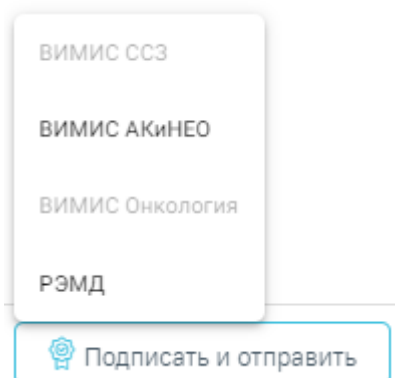 ВИМИС ССЗ
ВИМИС АКиНЕО
ВИМИС Онкология
РЭМД
Подписать и отправить